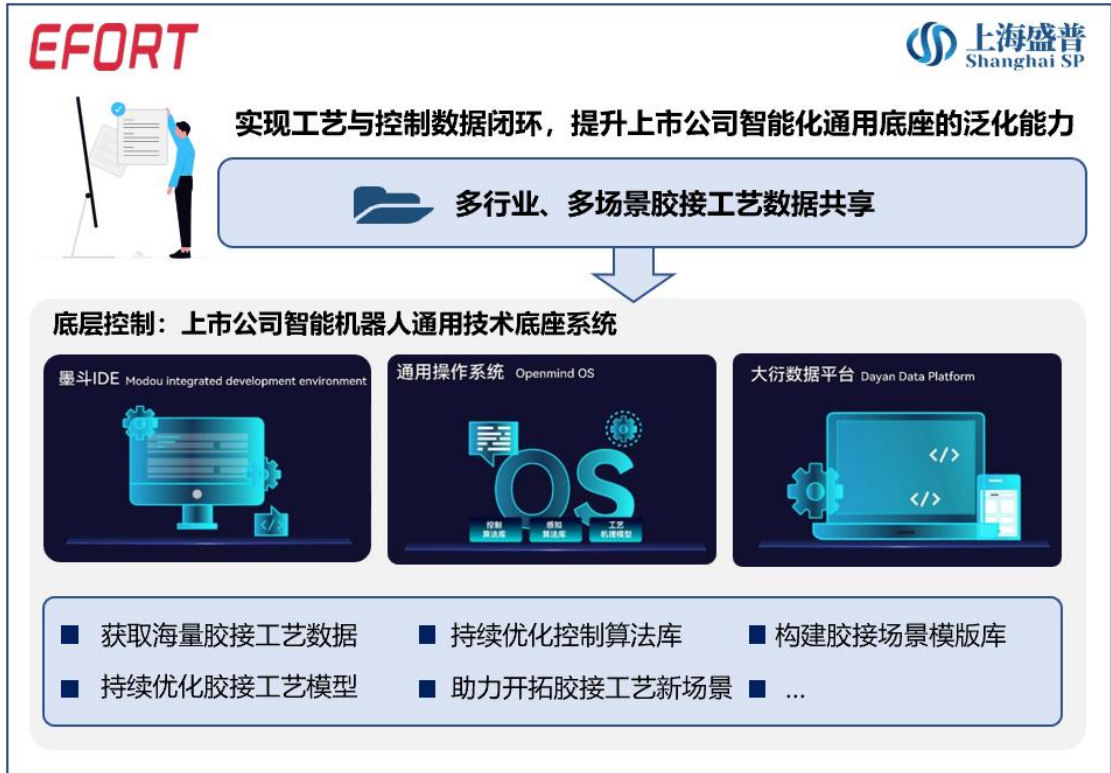 EFORT
上海盛普
Shanghai SP
实现工艺与控制数据闭环，提升上市公司智能化通用底座的泛化能力
多行业、多场景胶接工艺数据共享
底层控制：上市公司智能机器人通用技术底座系统
墨斗IDE Modou integrated development environment
通用操作系统 Openmind OS
大衍数据平台 Dayan Data Platform
OS
控制
算法库
感知
算法库
工艺
机理模型
</>
</>
</>
■ 获取海量胶接工艺数据
■ 持续优化控制算法库
■ 构建胶接场景模版库
■ 持续优化胶接工艺模型
■ 助力开拓胶接工艺新场景
■ ...